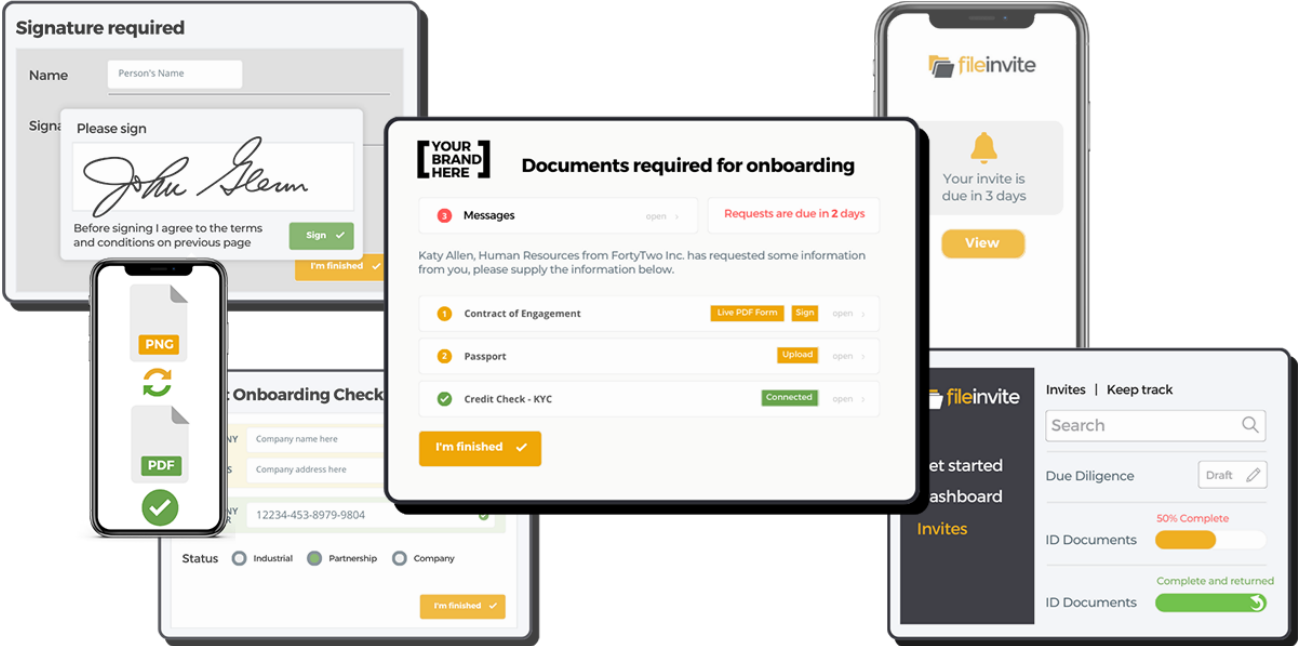 Signature required
Name
Person's Name
Please sign
John Glenn
Before signing I agree to the terms
and conditions on previous page
Sign
I'm finished
PNG
PDF
Onboarding Check
Company name here
Company address here
12234-453-8979-9804
Status
Industrial
Partnership
Company
I'm finished
[YOUR
BRAND
HERE]
Documents required for onboarding
3 Messages open
Requests are due in 2 days
Katy Allen, Human Resources from FortyTwo Inc. has requested some information
from you, please supply the information below.
1 Contract of Engagement Live PDF Form Sign open
2 Passport Upload open
Credit Check - KYC Connected open
I'm finished
fileinvite
Your invite is
due in 3 days
View
fileinvite
started
Invites
Invites | Keep track
Search
Due Diligence Draft
50% Complete
ID Documents
Complete and returned
ID Documents